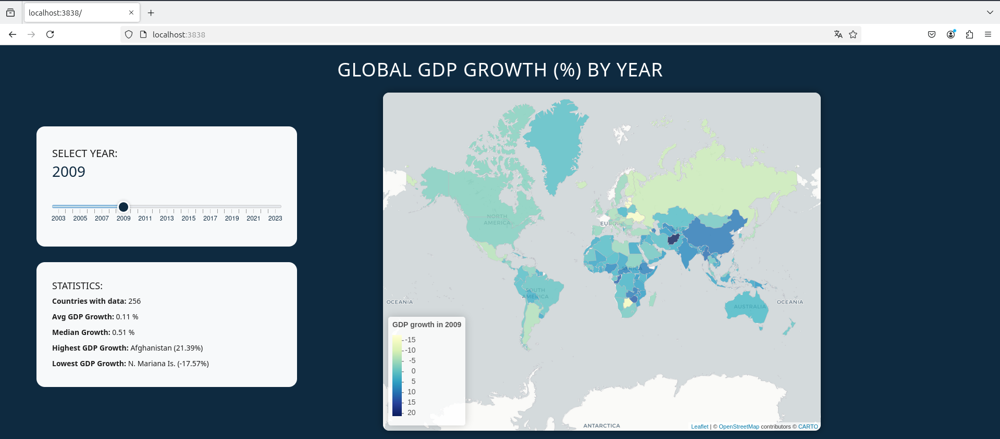 localhost:3838/
localhost:3838
GLOBAL GDP GROWTH (%) BY YEAR
SELECT YEAR:
2009
2003 2005 2007 2009 2011 2013 2015 2017 2019 2021 2023
STATISTICS:
Countries with data: 256
Avg GDP Growth: 0.11 %
Median Growth: 0.51 %
Highest GDP Growth: Afghanistan (21.39%)
Lowest GDP Growth: N. Mariana Is. (-17.57%)
NORTH
AMERICA
EUROPE
ASIA
AFRICA
SOUTH
AMERICA
OCEANIA
OCEANIA
AUSTRALIA
GDP growth in 2009
-15
-10
-5
0
5
10
15
20
ANTARCTICA
Leaflet | © OpenStreetMap contributors © CARTO